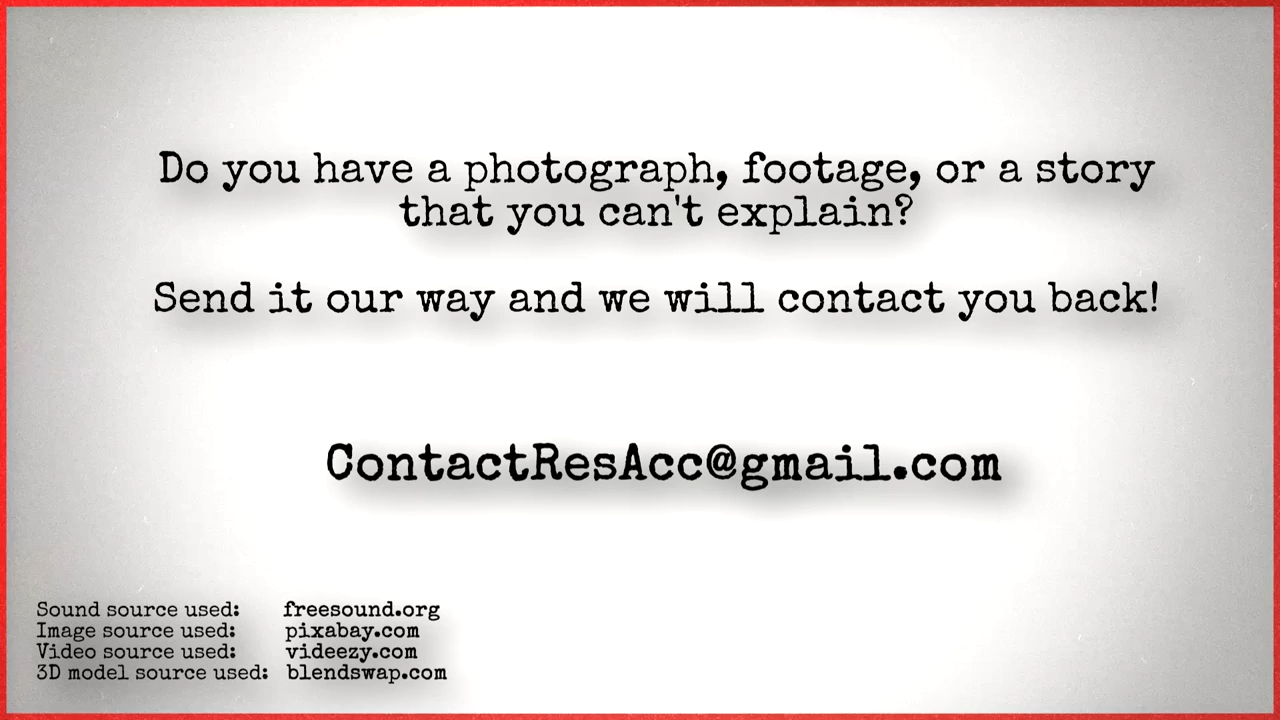 Do you have a photograph, footage, or a story
that you can't explain?
Send it our way and we will contact you back!
ContactResAcc@gmail.com
Sound source used: freesound.org
Image source used: pixabay.com
Video source used: videezy.com
3D model source used: blendswap.com